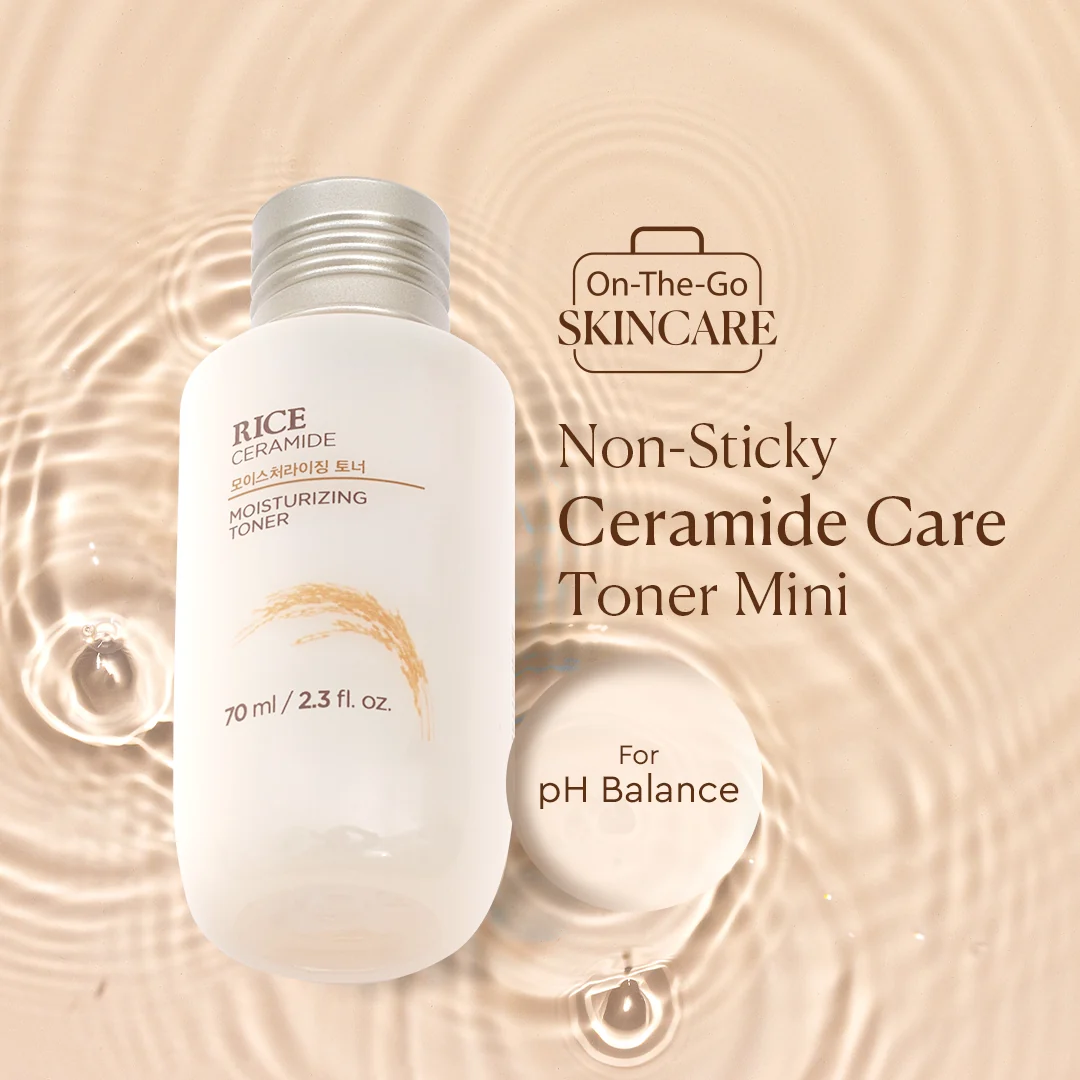 RICE
CERAMIDE
모이스처라이징 토너
MOISTURIZING
TONER
70 ml / 2.3 fl. oz.
On-The-Go
SKINCARE
Non-Sticky
Ceramide Care
Toner Mini
For
pH Balance